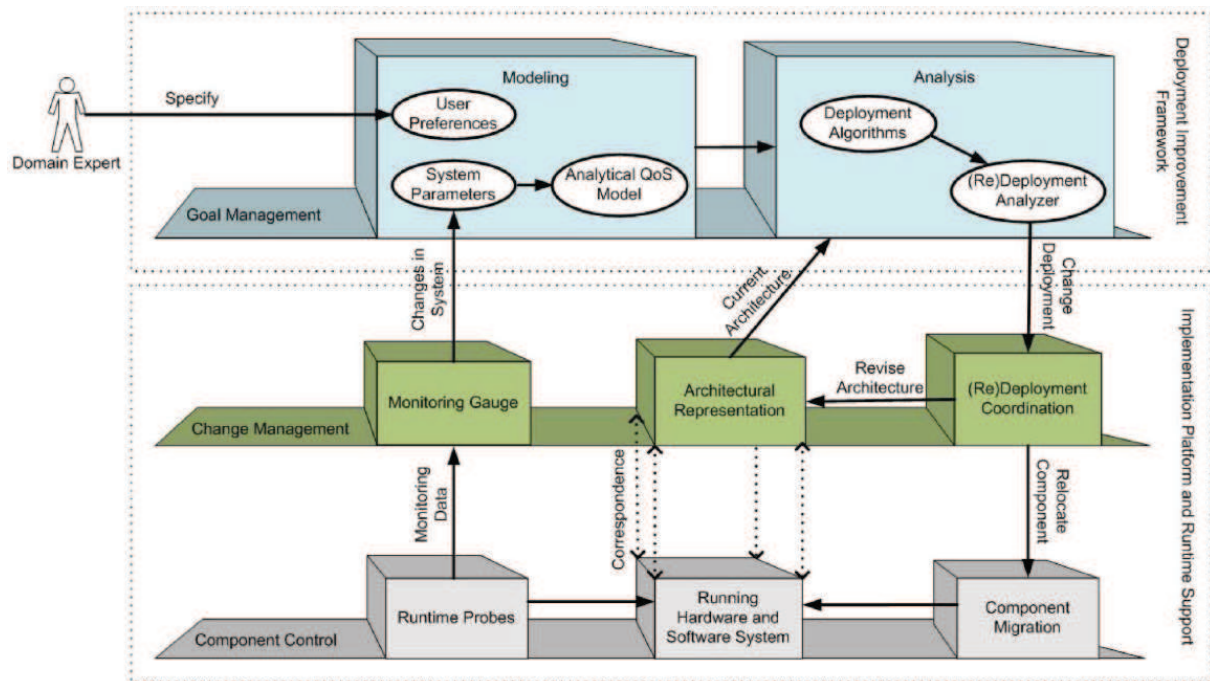 Modeling
Analysis
Specify
User
Preferences
Deployment
Algorithms
Domain Expert
System
Parameters
Analytical QoS
Model
(Re)Deployment
Analyzer
Goal Management
Deployment Improvement
Framework
Changes in
System
Current
Architecture
Change
Deployment
Monitoring Gauge
Architectural
Representation
Revise
Architecture
(Re)Deployment
Coordination
Change Management
Monitoring
Data
Correspondence
Relocate
Component
Runtime Probes
Running
Hardware and
Software System
Component
Migration
Component Control
Implementation Platform and Runtime Support